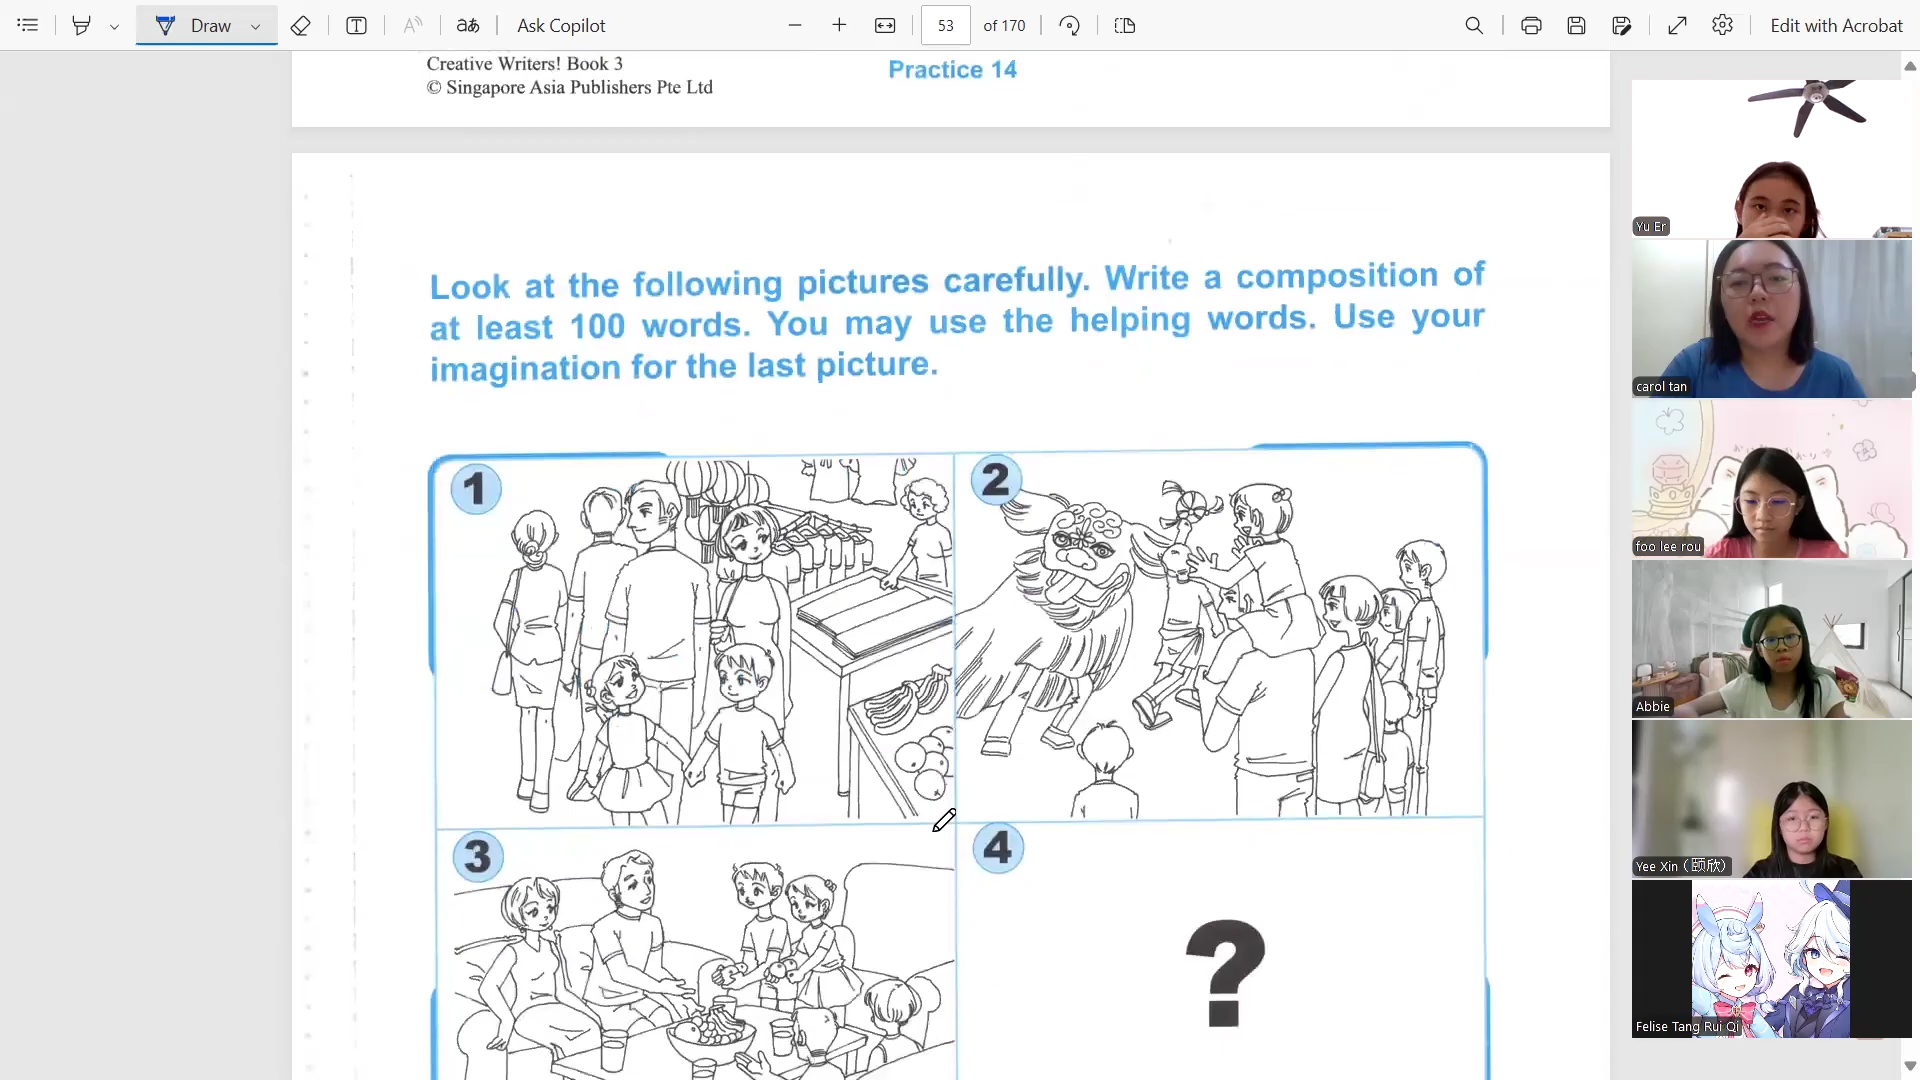 Draw
Ask Copilot
53
of 170
Edit with Acrobat
Creative Writers! Book 3
© Singapore Asia Publishers Pte Ltd
Practice 14
Look at the following pictures carefully. Write a composition of
at least 100 words. You may use the helping words. Use your
imagination for the last picture.
1
2
3
4
?
Yu Er
carol tan
foo lee rou
Abbie
Yee Xin (颐欣)
Felise Tang Rui Qi